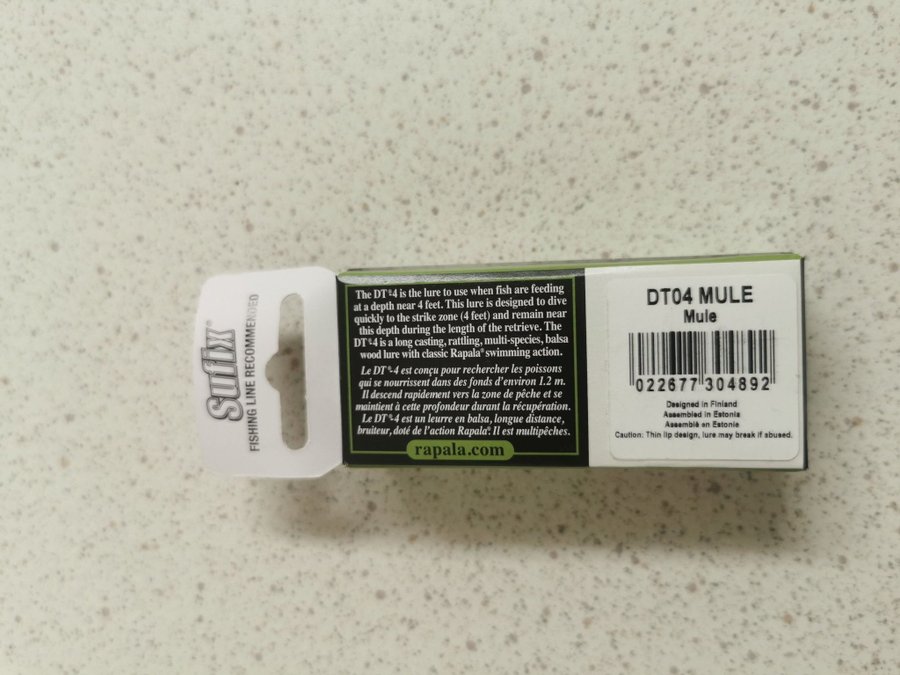 Sufix®
FISHING LINE RECOMMENDED
The DT®4 is the lure to use when fish are feeding
at a depth near 4 feet. This lure is designed to dive
quickly to the strike zone (4 feet) and remain near
this depth during the length of the retrieve. The
DT®4 is a long casting, rattling, multi-species, balsa
wood lure with classic Rapala® swimming action.
Le DT®4 est conçu pour rechercher les poissons
qui se nourrissent dans des fonds d'environ 1.2 m.
Il descend rapidement vers la zone de pêche et se
maintient à cette profondeur durant la récupération.
Le DT®4 est un leurre en balsa, longue distance,
bruiteur, doté de l'action Rapala®. Il est multipêches.
rapala.com
DT04 MULE
Mule
022677 304892
Designed in Finland
Assembled in Estonia
Assemblé en Estonie
Caution: Thin lip design, lure may break if abused.